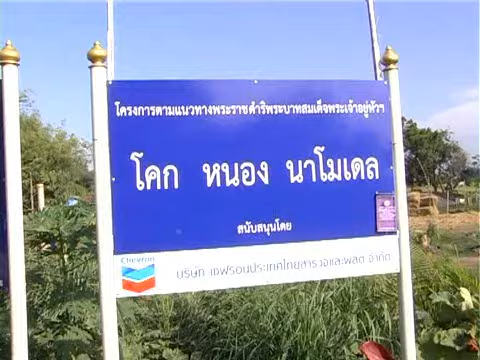 โครงการตามแนวทางพระราชดำริพระบาทสมเด็จพระเจ้าอยู่หัวฯ
โคก หนอง นาโมเดล
สนับสนุนโดย
Chevron
บริษัท เชฟรอนประเทศไทยสำรวจและผลิต จำกัด